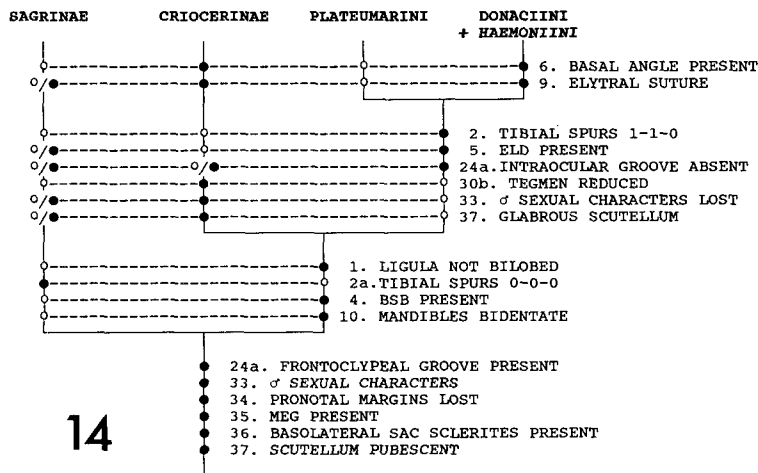 SAGRINAE CRIOCERINAE PLATEUMARINI DONACIINI
+ HAEMONIINI
6. BASAL ANGLE PRESENT
9. ELYTRAL SUTURE
2. TIBIAL SPURS 1-1-0
5. ELD PRESENT
24a.INTRAOCULAR GROOVE ABSENT
30b. TEGMEN REDUCED
33. ♂ SEXUAL CHARACTERS LOST
37. GLABROUS SCUTELLUM
1. LIGULA NOT BILOBED
2a.TIBIAL SPURS 0-0-0
4. BSB PRESENT
10. MANDIBLES BIDENTATE
24a. FRONTOCLYPEAL GROOVE PRESENT
33. ♂ SEXUAL CHARACTERS
34. PRONOTAL MARGINS LOST
35. MEG PRESENT
36. BASOLATERAL SAC SCLERITES PRESENT
37. SCUTELLUM PUBESCENT
14